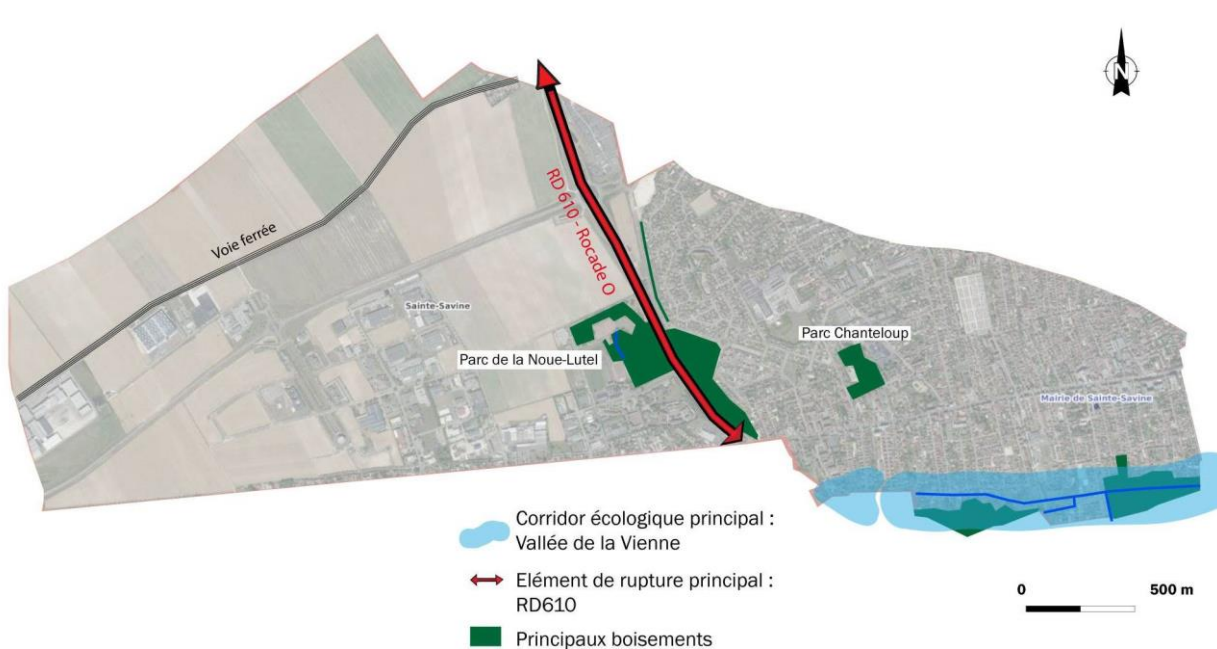 N
RD 610 - Rocade O
Voie ferrée
Sainte-Savine
Parc de la Noue-Lutel
Parc Chanteloup
Mairie de Sainte-Savine
Corridor écologique principal :
Vallée de la Vienne
Elément de rupture principal :
RD610
Principaux boisements
0 500 m